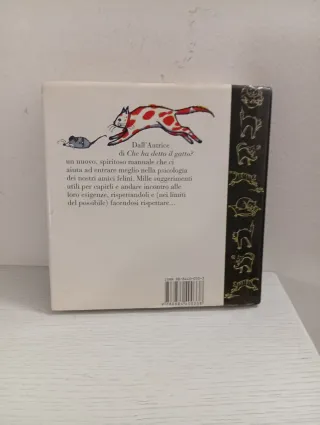 Dall'Autrice
di Che ha detto il gatto?
un nuovo, spiritoso manuale che ci
aiuta ad entrare meglio nella psicologia
dei nostri amici felini. Mille suggerimenti
utili per capirli e andare incontro alle
loro esigenze, rispettandoli e (nei limiti
del possibile) facendosi rispettare...